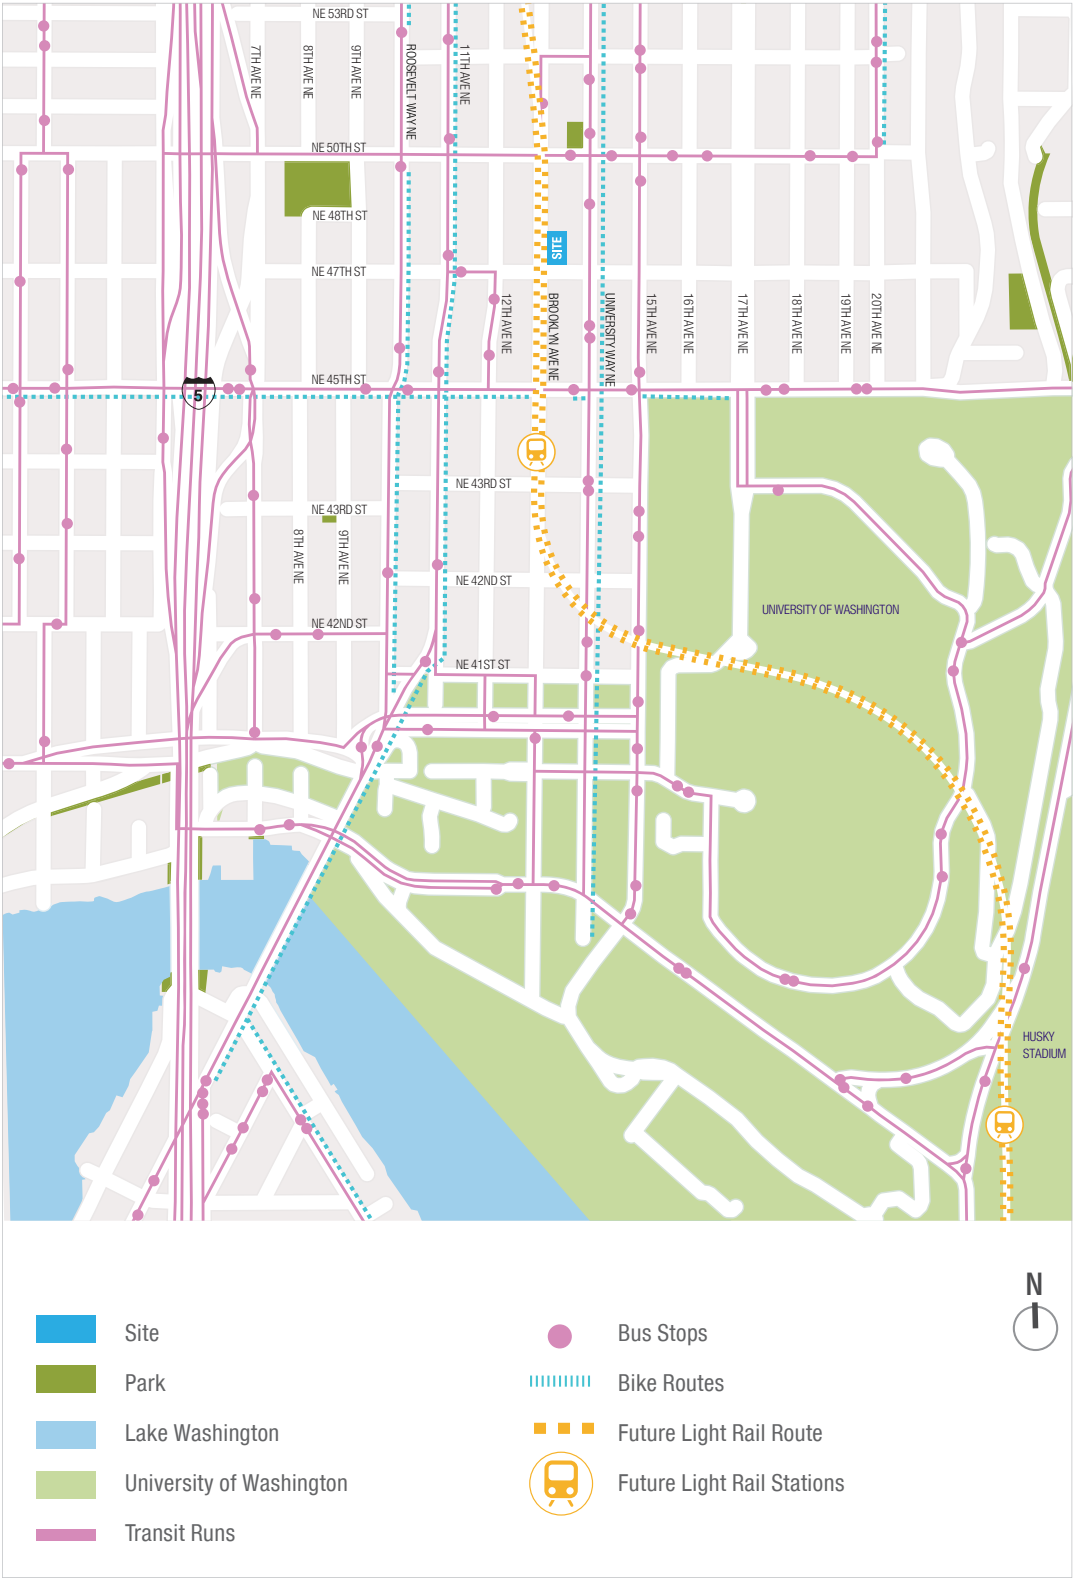 NE 53RD ST
7TH AVE NE
8TH AVE NE
9TH AVE NE
ROOSEVELT WAY NE
11TH AVE NE
NE 50TH ST
NE 48TH ST
SITE
NE 47TH ST
12TH AVE NE
BROOKLYN AVE NE
UNIVERSITY WAY NE
15TH AVE NE
16TH AVE NE
17TH AVE NE
18TH AVE NE
19TH AVE NE
20TH AVE NE
NE 45TH ST
5
NE 43RD ST
NE 43RD ST
8TH AVE NE
9TH AVE NE
NE 42ND ST
NE 42ND ST
UNIVERSITY OF WASHINGTON
NE 41ST ST
HUSKY
STADIUM
N
Site
Park
Lake Washington
University of Washington
Transit Runs
Bus Stops
Bike Routes
Future Light Rail Route
Future Light Rail Stations